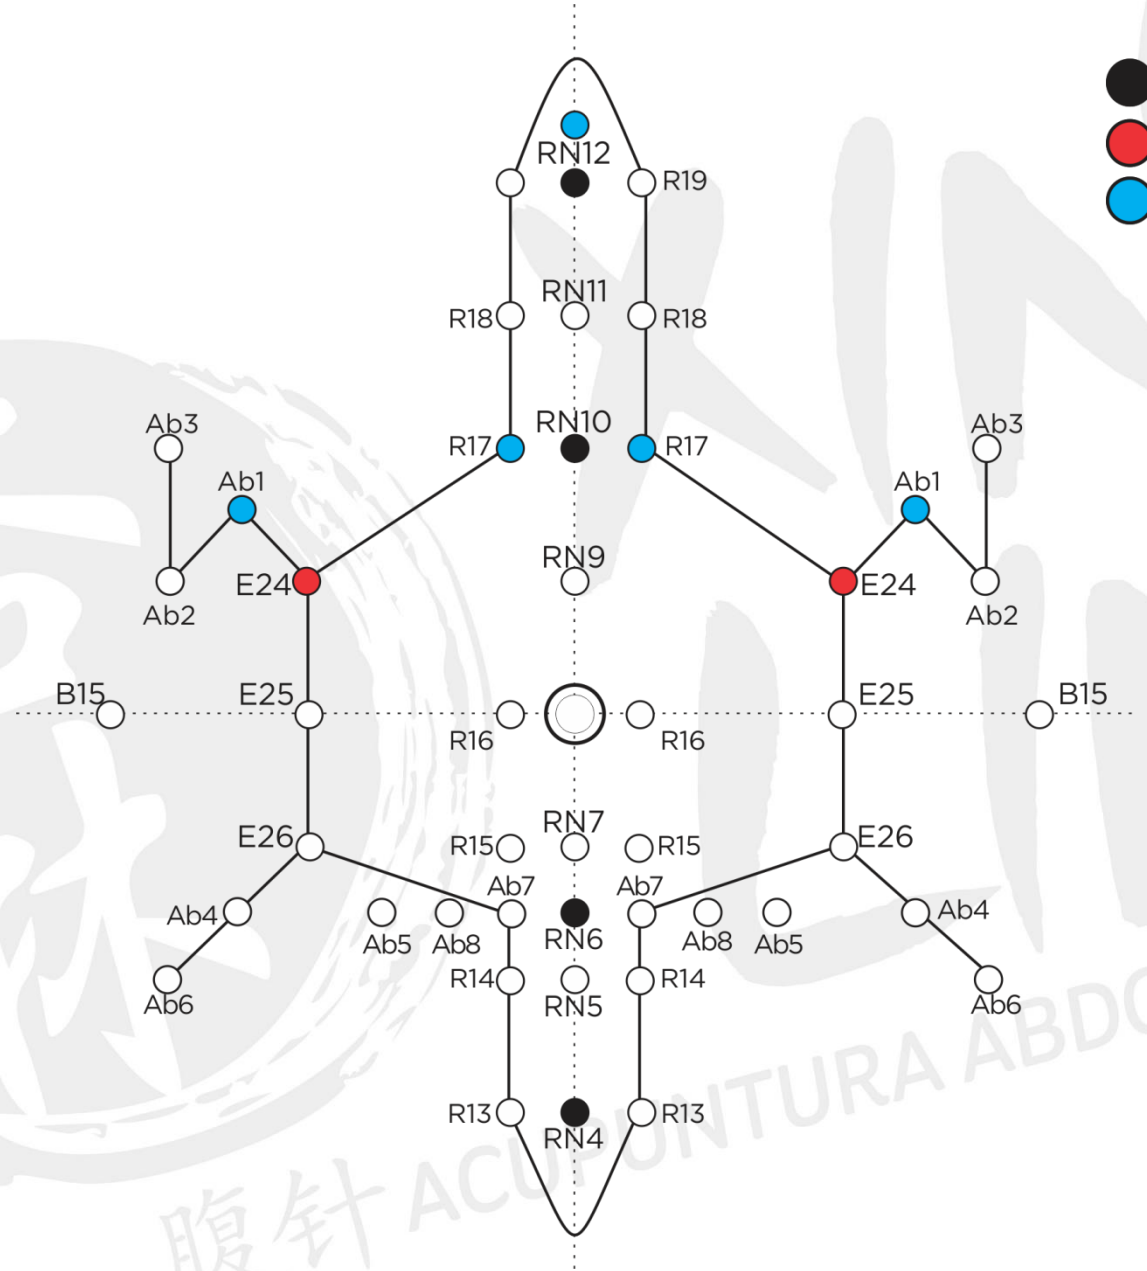 RN12
R19
RN11
R18
R18
RN10
R17
R17
Ab3
Ab3
Ab1
Ab1
RN9
E24
E24
Ab2
Ab2
B15
E25
E25
B15
R16
R16
RN7
E26
E26
R15
R15
Ab7
Ab7
Ab4
Ab4
Ab5
Ab8
RN6
Ab8
Ab5
R14
R14
Ab6
RN5
Ab6
R13
R13
RN4
腹针 ACUPUNTURA ABDO